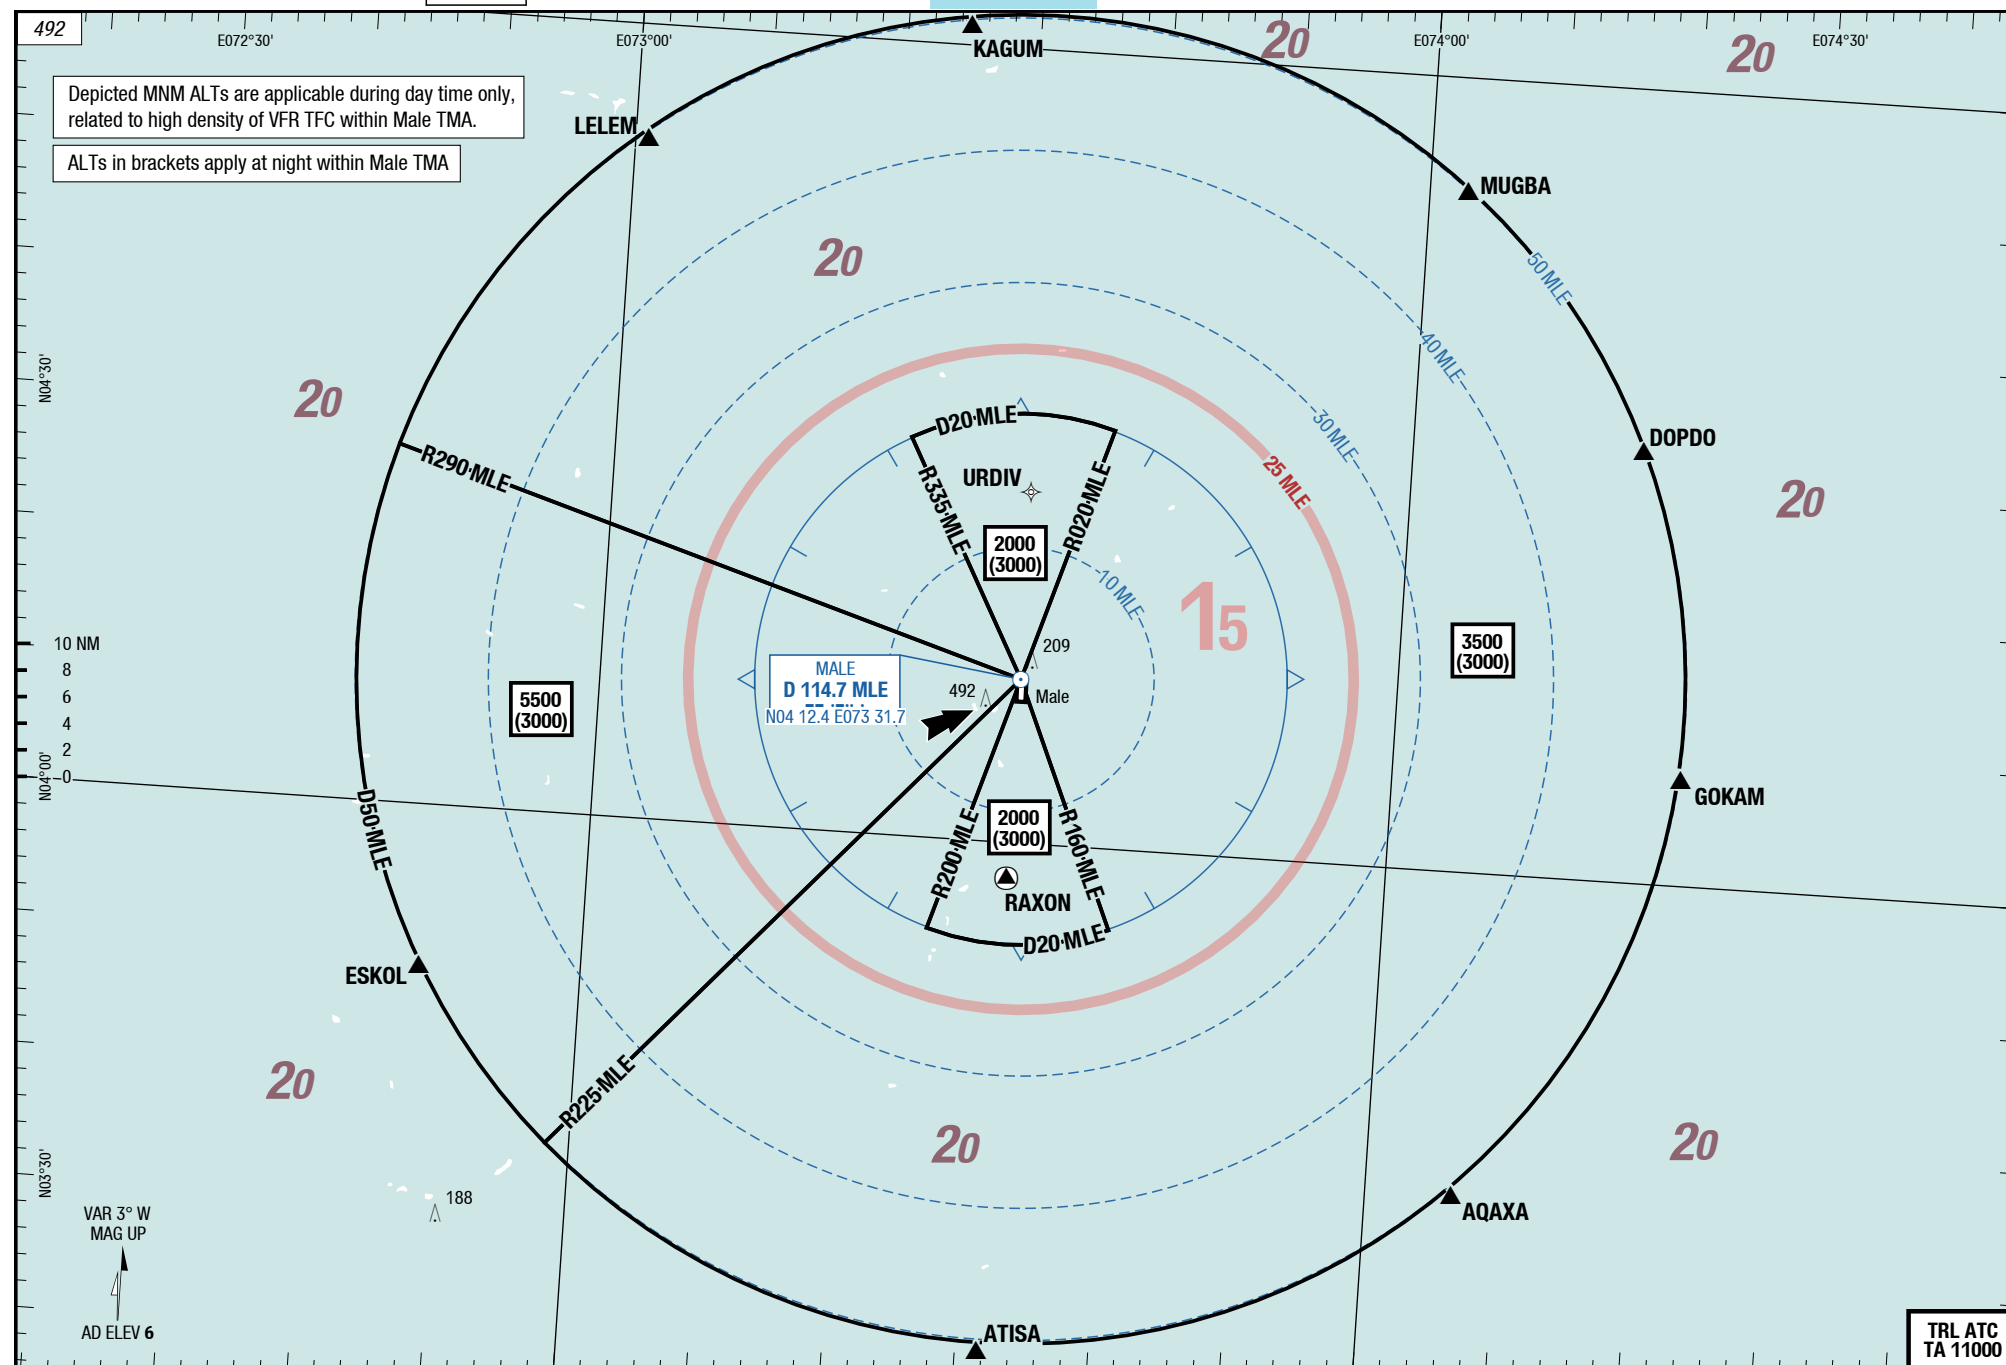 492
E072°30'
E073°00'
E074°00'
E074°30'
KAGUM
20
20
Depicted MNM ALTs are applicable during day time only,
related to high density of VFR TFC within Male TMA.
ALTs in brackets apply at night within Male TMA
LELEM
MUGBA
20
50 MLE
40 MLE
N04°30'
20
D20 MLE
30 MLE
DOPDO
R290 MLE
R335 MLE
URDIV
R020 MLE
25 MLE
20
2000
(3000)
10 MLE
15
10 NM
8
6
4
2
0
209
3500
(3000)
MALE
D 114.7 MLE
N04 12.4 E073 31.7
492
Male
5500
(3000)
N04°00'
D50 MLE
GOKAM
2000
(3000)
R200 MLE
R160 MLE
RAXON
D20 MLE
ESKOL
20
R225 MLE
20
20
N03°30'
188
AQAXA
VAR 3° W
MAG UP
AD ELEV 6
ATISA
TRL ATC
TA 11000